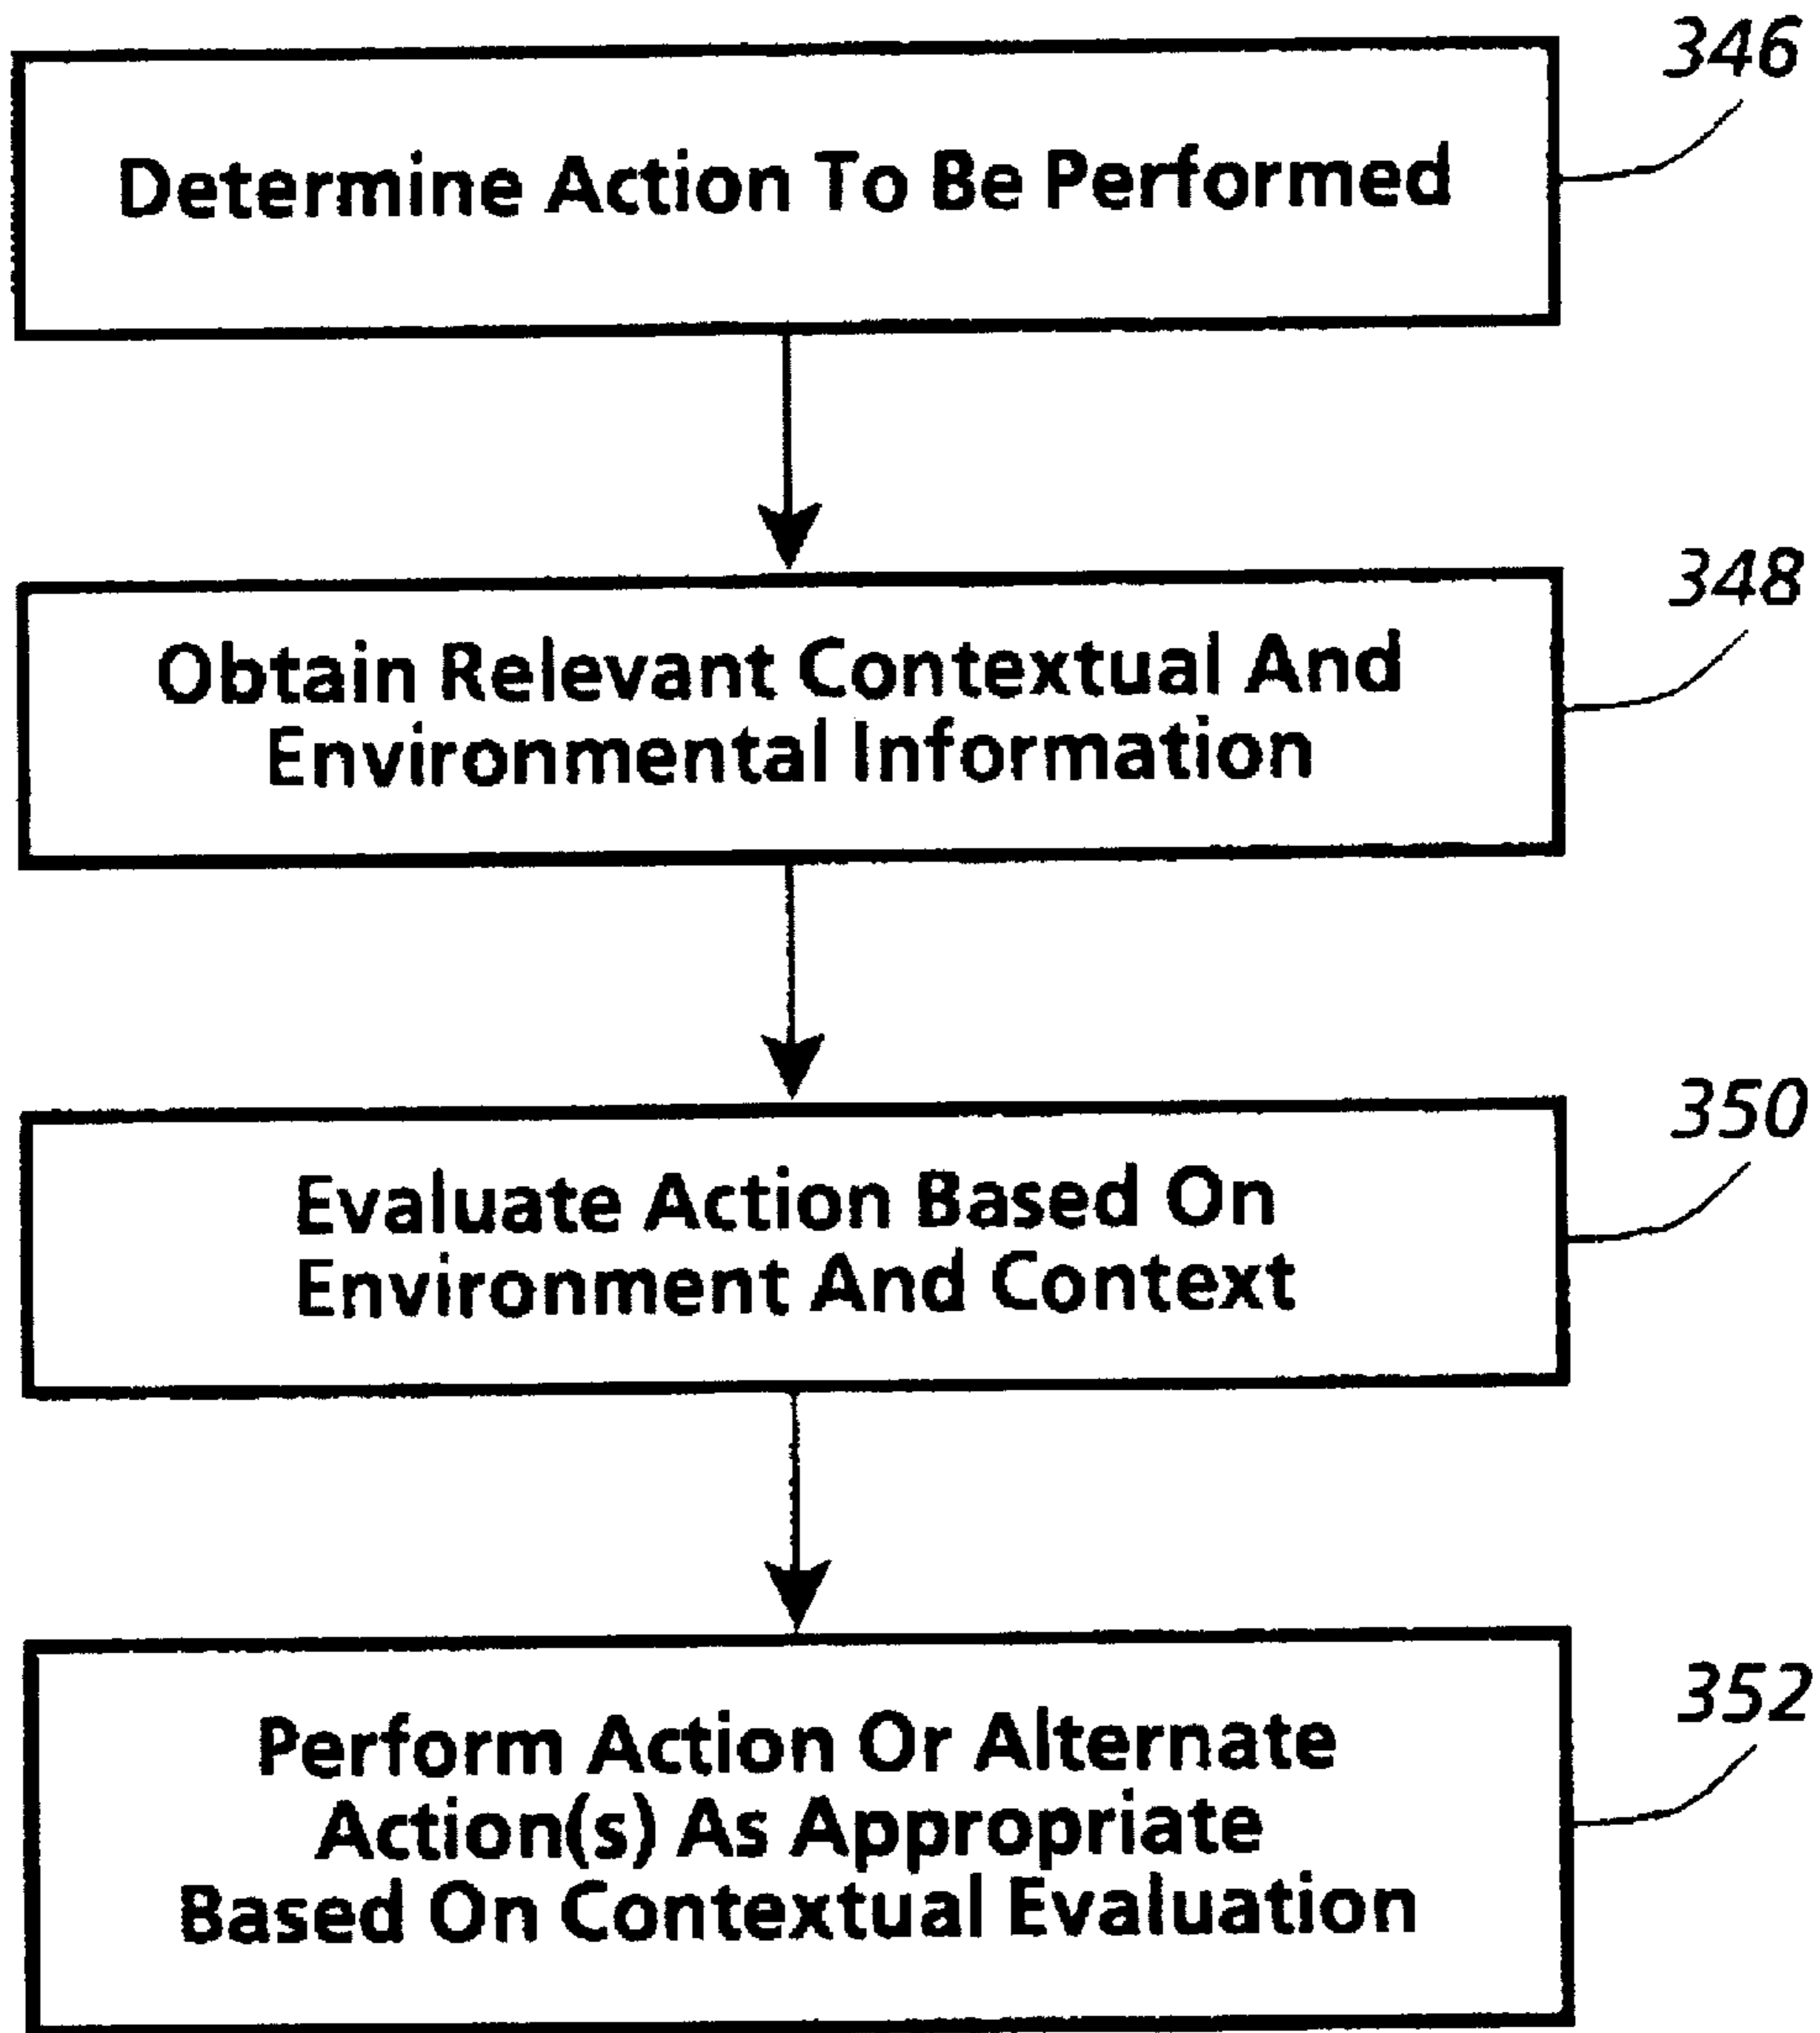 346
Determine Action To Be Performed
348
Obtain Relevant Contextual And
Environmental Information
350
Evaluate Action Based On
Environment And Context
352
Perform Action Or Alternate
Action(s) As Appropriate
Based On Contextual Evaluation